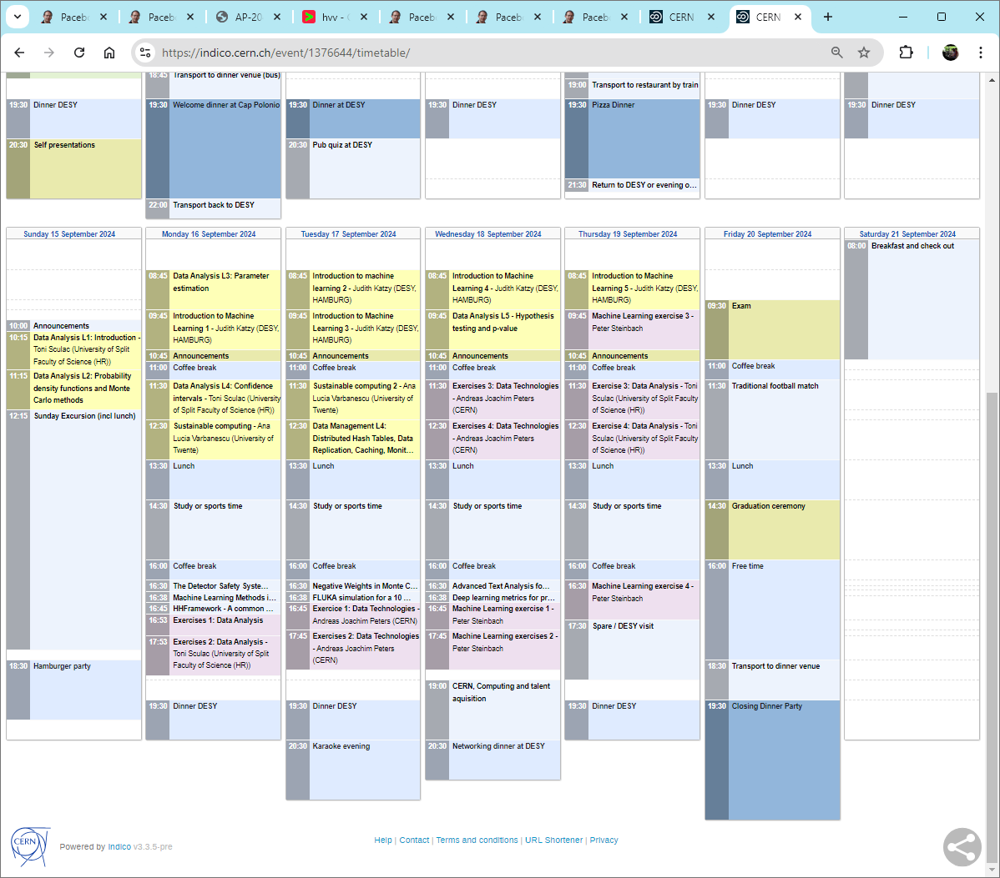 Pacebo
Pacebo
AP-20
hvv - G
Pacebo
Pacebo
Pacebo
CERN
CERN
https://indico.cern.ch/event/1376644/timetable/
19:30 Dinner DESY
20:30 Self presentations
18:45 Transport to dinner venue (bus)
19:30 Welcome dinner at Cap Polonio
22:00 Transport back to DESY
19:30 Dinner at DESY
20:30 Pub quiz at DESY
19:30 Dinner DESY
19:00 Transport to restaurant by train
19:30 Pizza Dinner
21:30 Return to DESY or evening o...
19:30 Dinner DESY
19:30 Dinner DESY
Sunday 15 September 2024
10:00 Announcements
10:15 Data Analysis L1: Introduction -
Toni Sculac (University of Split
Faculty of Science (HR))
11:15 Data Analysis L2: Probability
density functions and Monte
Carlo methods
12:15 Sunday Excursion (incl lunch)
18:30 Hamburger party
Monday 16 September 2024
08:45 Data Analysis L3: Parameter
estimation
09:45 Introduction to Machine
Learning 1 - Judith Katzy (DESY,
HAMBURG)
10:45 Announcements
11:00 Coffee break
11:30 Data Analysis L4: Confidence
intervals - Toni Sculac (University
of Split Faculty of Science (HR))
12:30 Sustainable computing - Ana
Lucia Varbanescu (University of
Twente)
13:30 Lunch
14:30 Study or sports time
16:00 Coffee break
16:30 The Detector Safety Syste...
16:38 Machine Learning Methods i...
16:45 HHFramework - A common ...
16:53 Exercises 1: Data Analysis
17:53 Exercises 2: Data Analysis -
Toni Sculac (University of Split
Faculty of Science (HR))
19:30 Dinner DESY
Tuesday 17 September 2024
08:45 Introduction to machine
learning 2 - Judith Katzy (DESY,
HAMBURG)
09:45 Introduction to Machine
Learning 3 - Judith Katzy (DESY,
HAMBURG)
10:45 Announcements
11:00 Coffee break
11:30 Sustainable computing 2 - Ana
Lucia Varbanescu (University of
Twente)
12:30 Data Management L4:
Distributed Hash Tables, Data
Replication, Caching, Monit...
13:30 Lunch
14:30 Study or sports time
16:00 Coffee break
16:30 Negative Weights in Monte C...
16:38 FLUKA simulation for a 10 ...
16:45 Exercice 1: Data Technologies -
Andreas Joachim Peters (CERN)
17:45 Exercises 2: Data Technologies
- Andreas Joachim Peters
(CERN)
19:30 Dinner DESY
20:30 Karaoke evening
Wednesday 18 September 2024
08:45 Introduction to Machine
Learning 4 - Judith Katzy (DESY,
HAMBURG)
09:45 Data Analysis L5 - Hypothesis
testing and p-value
10:45 Announcements
11:00 Coffee break
11:30 Exercises 3: Data Technologies
- Andreas Joachim Peters
(CERN)
12:30 Exercises 4: Data Technologies
- Andreas Joachim Peters
(CERN)
13:30 Lunch
14:30 Study or sports time
16:00 Coffee break
16:30 Advanced Text Analysis fo...
16:38 Deep learning metrics for pr...
16:45 Machine Learning exercise 1 -
Peter Steinbach
17:45 Machine Learning exercises 2 -
Peter Steinbach
19:00 CERN, Computing and talent
aquisition
20:30 Networking dinner at DESY
Thursday 19 September 2024
08:45 Introduction to Machine
Learning 5 - Judith Katzy (DESY,
HAMBURG)
09:45 Machine Learning exercise 3 -
Peter Steinbach
10:45 Announcements
11:00 Coffee break
11:30 Exercise 3: Data Analysis - Toni
Sculac (University of Split Faculty
of Science (HR))
12:30 Exercise 4: Data Analysis - Toni
Sculac (University of Split Faculty
of Science (HR))
13:30 Lunch
14:30 Study or sports time
16:00 Coffee break
16:30 Machine Learning exercise 4 -
Peter Steinbach
17:30 Spare / DESY visit
19:30 Dinner DESY
Friday 20 September 2024
09:30 Exam
11:00 Coffee break
11:30 Traditional football match
13:30 Lunch
14:30 Graduation ceremony
16:00 Free time
18:30 Transport to dinner venue
19:30 Closing Dinner Party
Saturday 21 September 2024
08:00 Breakfast and check out
CERN
Powered by Indico v3.3.5-pre
Help | Contact | Terms and conditions | URL Shortener | Privacy